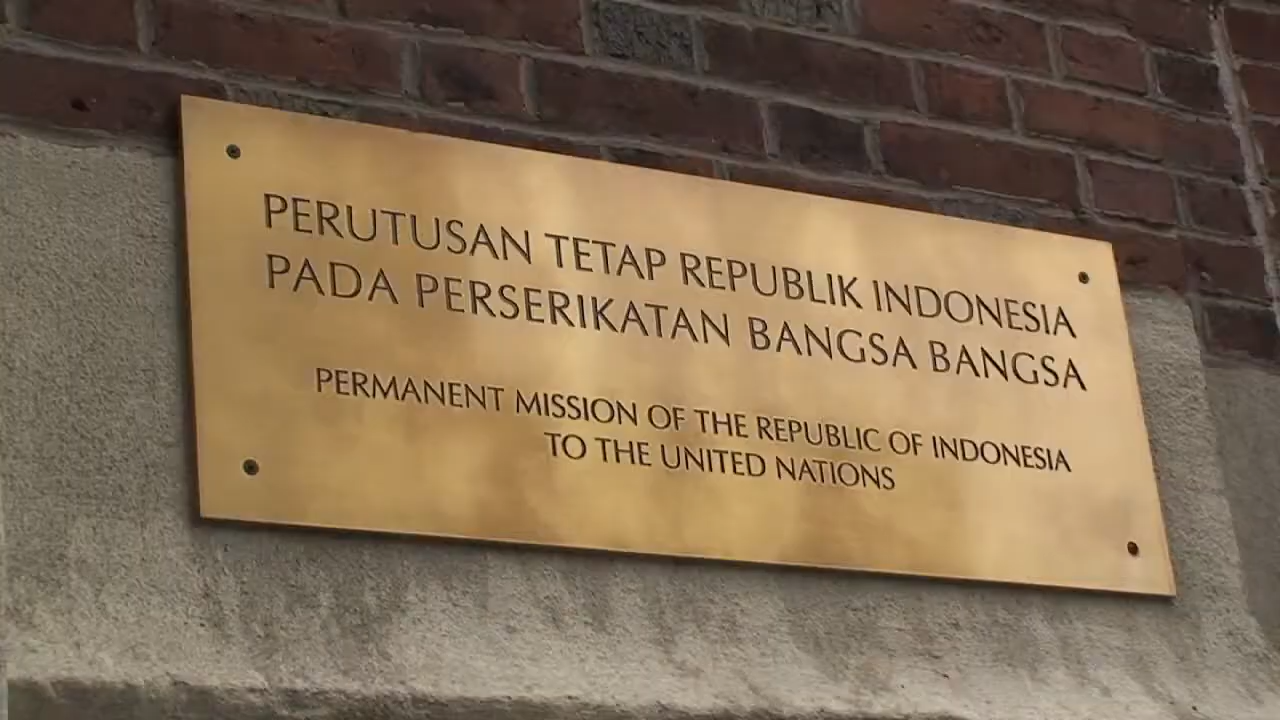 PERUTUSAN TETAP REPUBLIK INDONESIA
PADA PERSERIKATAN BANGSA BANGSA
PERMANENT MISSION OF THE REPUBLIC OF INDONESIA
TO THE UNITED NATIONS